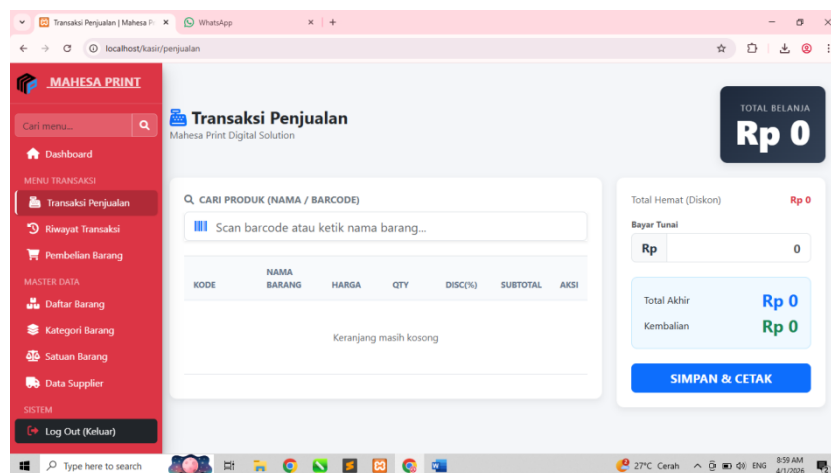 Transaksi Penjualan | Mahesa Pr
WhatsApp
localhost/kasir/penjualan
MAHESA PRINT
Cari menu...
Dashboard
MENU TRANSAKSI
Transaksi Penjualan
Riwayat Transaksi
Pembelian Barang
MASTER DATA
Daftar Barang
Kategori Barang
Satuan Barang
Data Supplier
SISTEM
Log Out (Keluar)
Transaksi Penjualan
Mahesa Print Digital Solution
TOTAL BELANJA
Rp 0
CARI PRODUK (NAMA / BARCODE)
Scan barcode atau ketik nama barang...
KODE NAMA BARANG HARGA QTY DISC(%) SUBTOTAL AKSI
Keranjang masih kosong
Total Hemat (Diskon) Rp 0
Bayar Tunai
Rp 0
Total Akhir Rp 0
Kembalian Rp 0
SIMPAN & CETAK
Type here to search
27°C Cerah
ENG
8:59 AM
4/1/2026